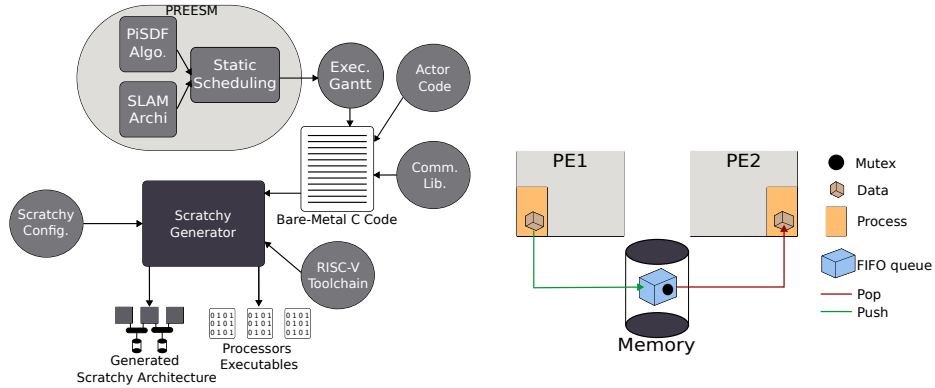 PREESM
PiSDF
Algo.
SLAM
Archi
Static
Scheduling
Exec.
Gantt
Actor
Code
Comm.
Lib.
Bare-Metal C Code
Scratchy
Config.
Scratchy
Generator
RISC-V
Toolchain
0101
0101
0101
0101
0101
0101
0101
0101
0101
Generated
Scratchy Architecture
Processors
Executables
PE1
PE2
Memory
Mutex
Data
Process
FIFO queue
Pop
Push